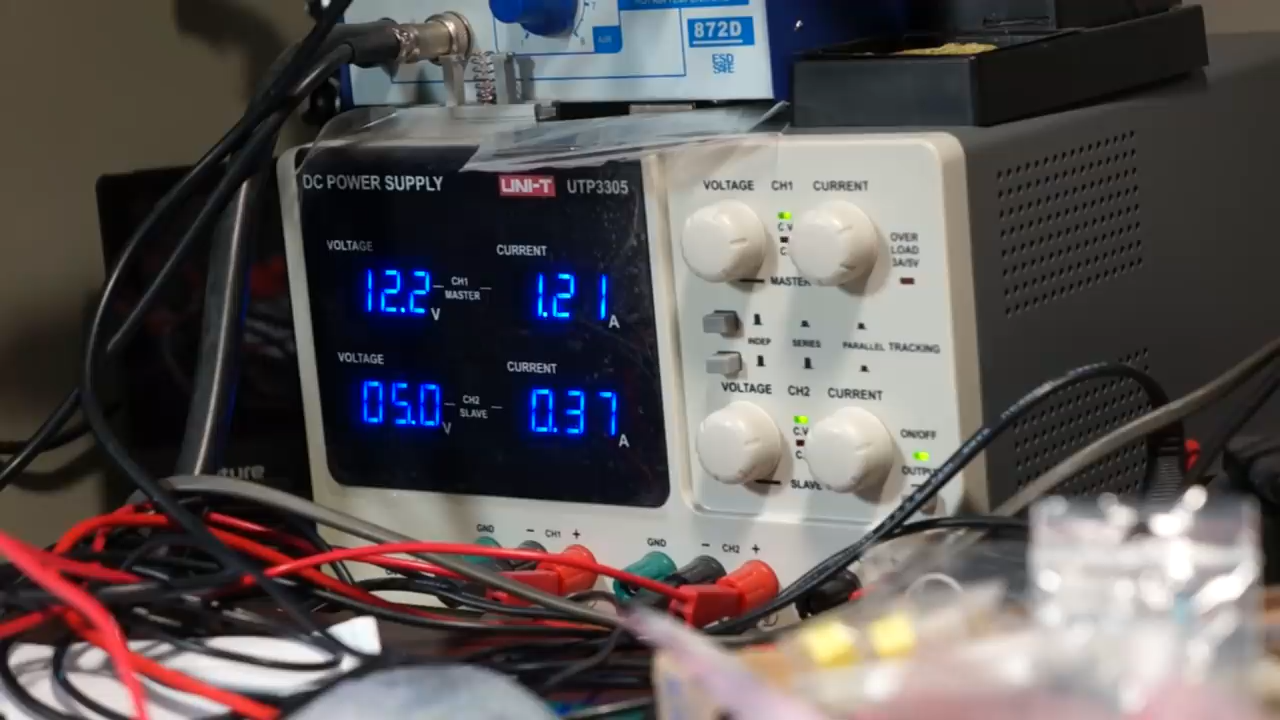 872D
ESD
SAFE
DC POWER SUPPLY UNI-T UTP3305
VOLTAGE CURRENT
12.2 V CH1 MASTER 1.21 A
VOLTAGE CURRENT
05.0 V CH2 SLAVE 0.37 A
VOLTAGE CH1 CURRENT
C.V
OVER
LOAD
3A/5V
MASTER
INDEP SERIES PARALLEL TRACKING
VOLTAGE CH2 CURRENT
C.V
ON/OFF
OUTPUT
SLAVE
GND - CH1 +
GND - CH2 +